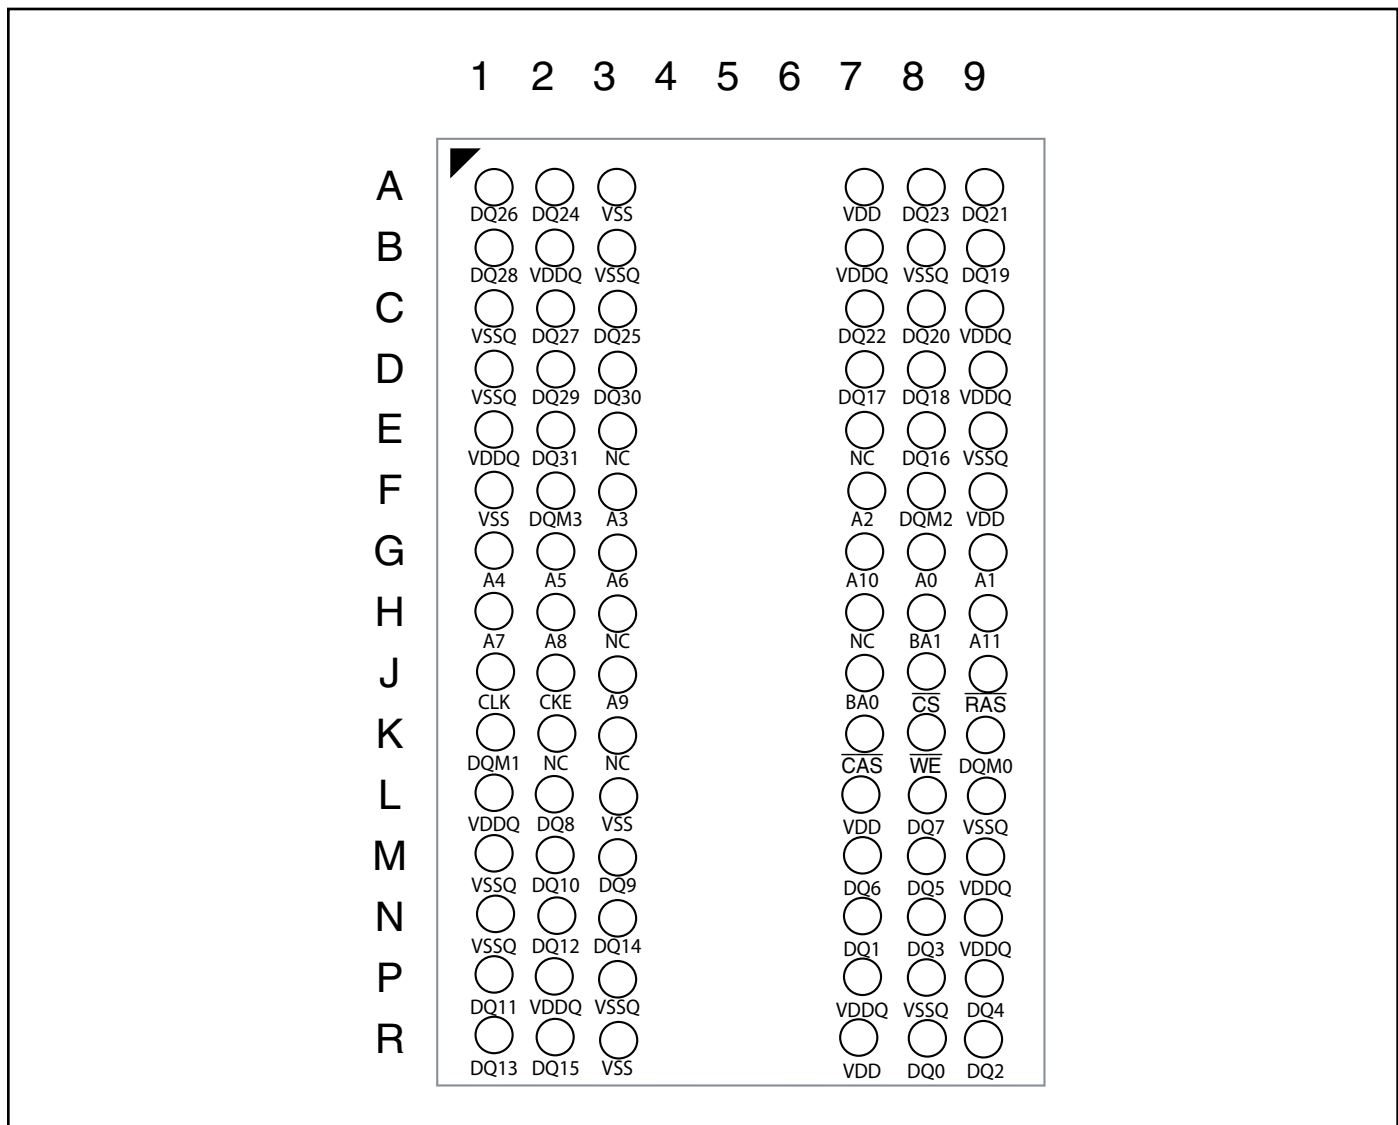 1 2 3 4 5 6 7 8 9
A
DQ26 DQ24 VSS VDD DQ23 DQ21
B
DQ28 VDDQ VSSQ VDDQ VSSQ DQ19
C
VSSQ DQ27 DQ25 DQ22 DQ20 VDDQ
D
VSSQ DQ29 DQ30 DQ17 DQ18 VDDQ
E
VDDQ DQ31 NC NC DQ16 VSSQ
F
VSS DQM3 A3 A2 DQM2 VDD
G
A4 A5 A6 A10 A0 A1
H
A7 A8 NC NC BA1 A11
J
CLK CKE A9 BA0 C̅S̅ R̅A̅S̅
K
DQM1 NC NC C̅A̅S̅ W̅E̅ DQM0
L
VDDQ DQ8 VSS VDD DQ7 VSSQ
M
VSSQ DQ10 DQ9 DQ6 DQ5 VDDQ
N
VSSQ DQ12 DQ14 DQ1 DQ3 VDDQ
P
DQ11 VDDQ VSSQ VDDQ VSSQ DQ4
R
DQ13 DQ15 VSS VDD DQ0 DQ2